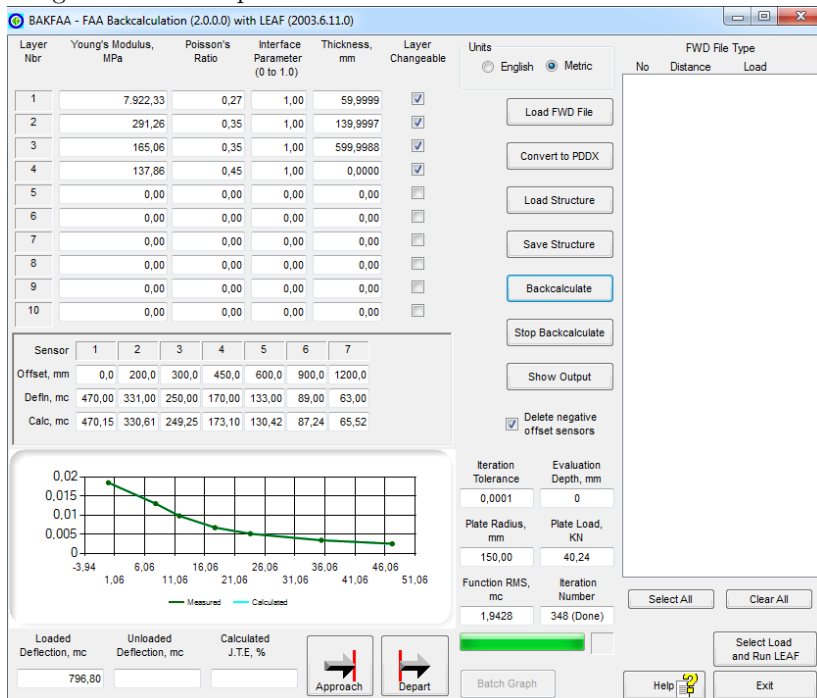 BAKFAA - FAA Backcalculation (2.0.0.0) with LEAF (2003.6.11.0)
Layer Nbr Young's Modulus, MPa Poisson's Ratio Interface Parameter (0 to 1.0) Thickness, mm Layer Changeable
1 7.922,33 0,27 1,00 59,9999
2 291,26 0,35 1,00 139,9997
3 165,06 0,35 1,00 599,9988
4 137,86 0,45 1,00 0,0000
5 0,00 0,00 0,00 0,00
6 0,00 0,00 0,00 0,00
7 0,00 0,00 0,00 0,00
8 0,00 0,00 0,00 0,00
9 0,00 0,00 0,00 0,00
10 0,00 0,00 0,00 0,00
Sensor 1 2 3 4 5 6 7
Offset, mm 0,0 200,0 300,0 450,0 600,0 900,0 1200,0
Defln, mc 470,00 331,00 250,00 170,00 133,00 89,00 63,00
Calc, mc 470,15 330,61 249,25 173,10 130,42 87,24 65,52
0,02
0,015
0,01
0,005
0
-3,94 6,06 16,06 26,06 36,06 46,06
1,06 11,06 21,06 31,06 41,06 51,06
Measured Calculated
Loaded Deflection, mc
Unloaded Deflection, mc
Calculated J.T.E, %
796,80
Approach
Depart
Units
English Metric
Load FWD File
Convert to PDDX
Load Structure
Save Structure
Backcalculate
Stop Backcalculate
Show Output
Delete negative
offset sensors
Iteration Tolerance Evaluation Depth, mm
0,0001 0
Plate Radius, mm Plate Load, KN
150,00 40,24
Function RMS, mc Iteration Number
1,9428 348 (Done)
Batch Graph
FWD File Type
No Distance Load
Select All
Clear All
Select Load
and Run LEAF
Help
Exit